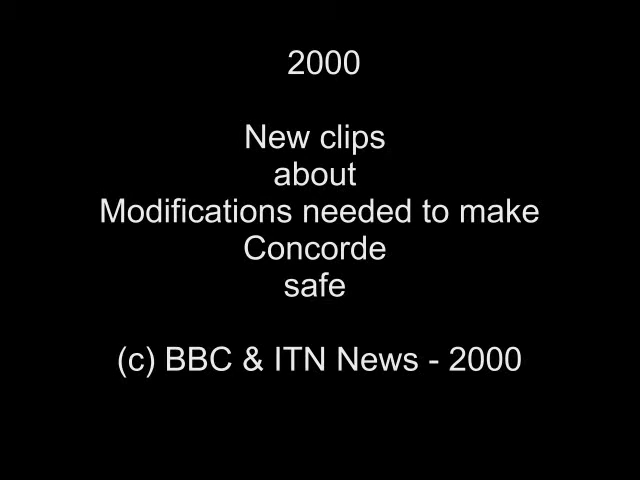 2000
New clips
about
Modifications needed to make
Concorde
safe
(c) BBC & ITN News - 2000